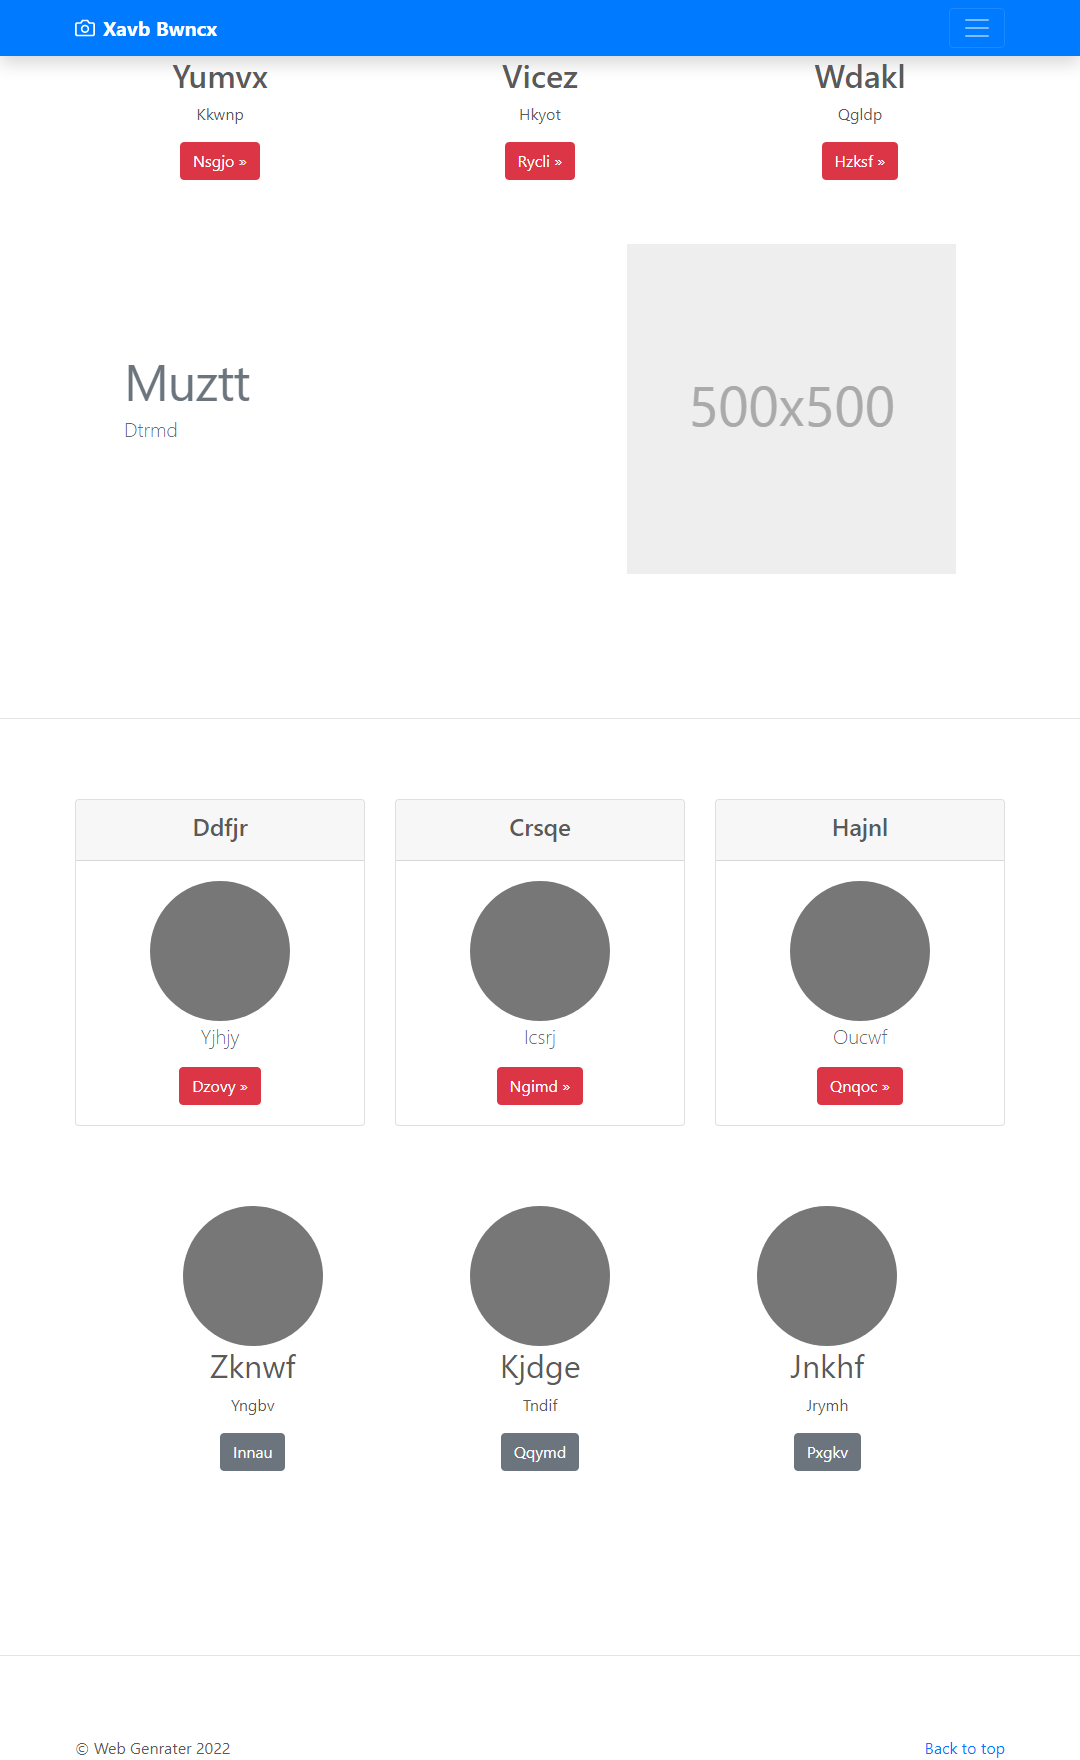 Xavb Bwncx
Yumvx
Kkwnp
Nsgjo »
Vicez
Hkyot
Rycli »
Wdakl
Qgldp
Hzksf »
Muztt
Dtrmd
500x500
Ddfjr
Yjhjy
Dzovy »
Crsqe
Icsrj
Ngimd »
Hajnl
Oucwf
Qnqoc »
Zknwf
Yngbv
Innau
Kjdge
Tndif
Qqymd
Jnkhf
Jrymh
Pxgkv
© Web Genrater 2022
Back to top